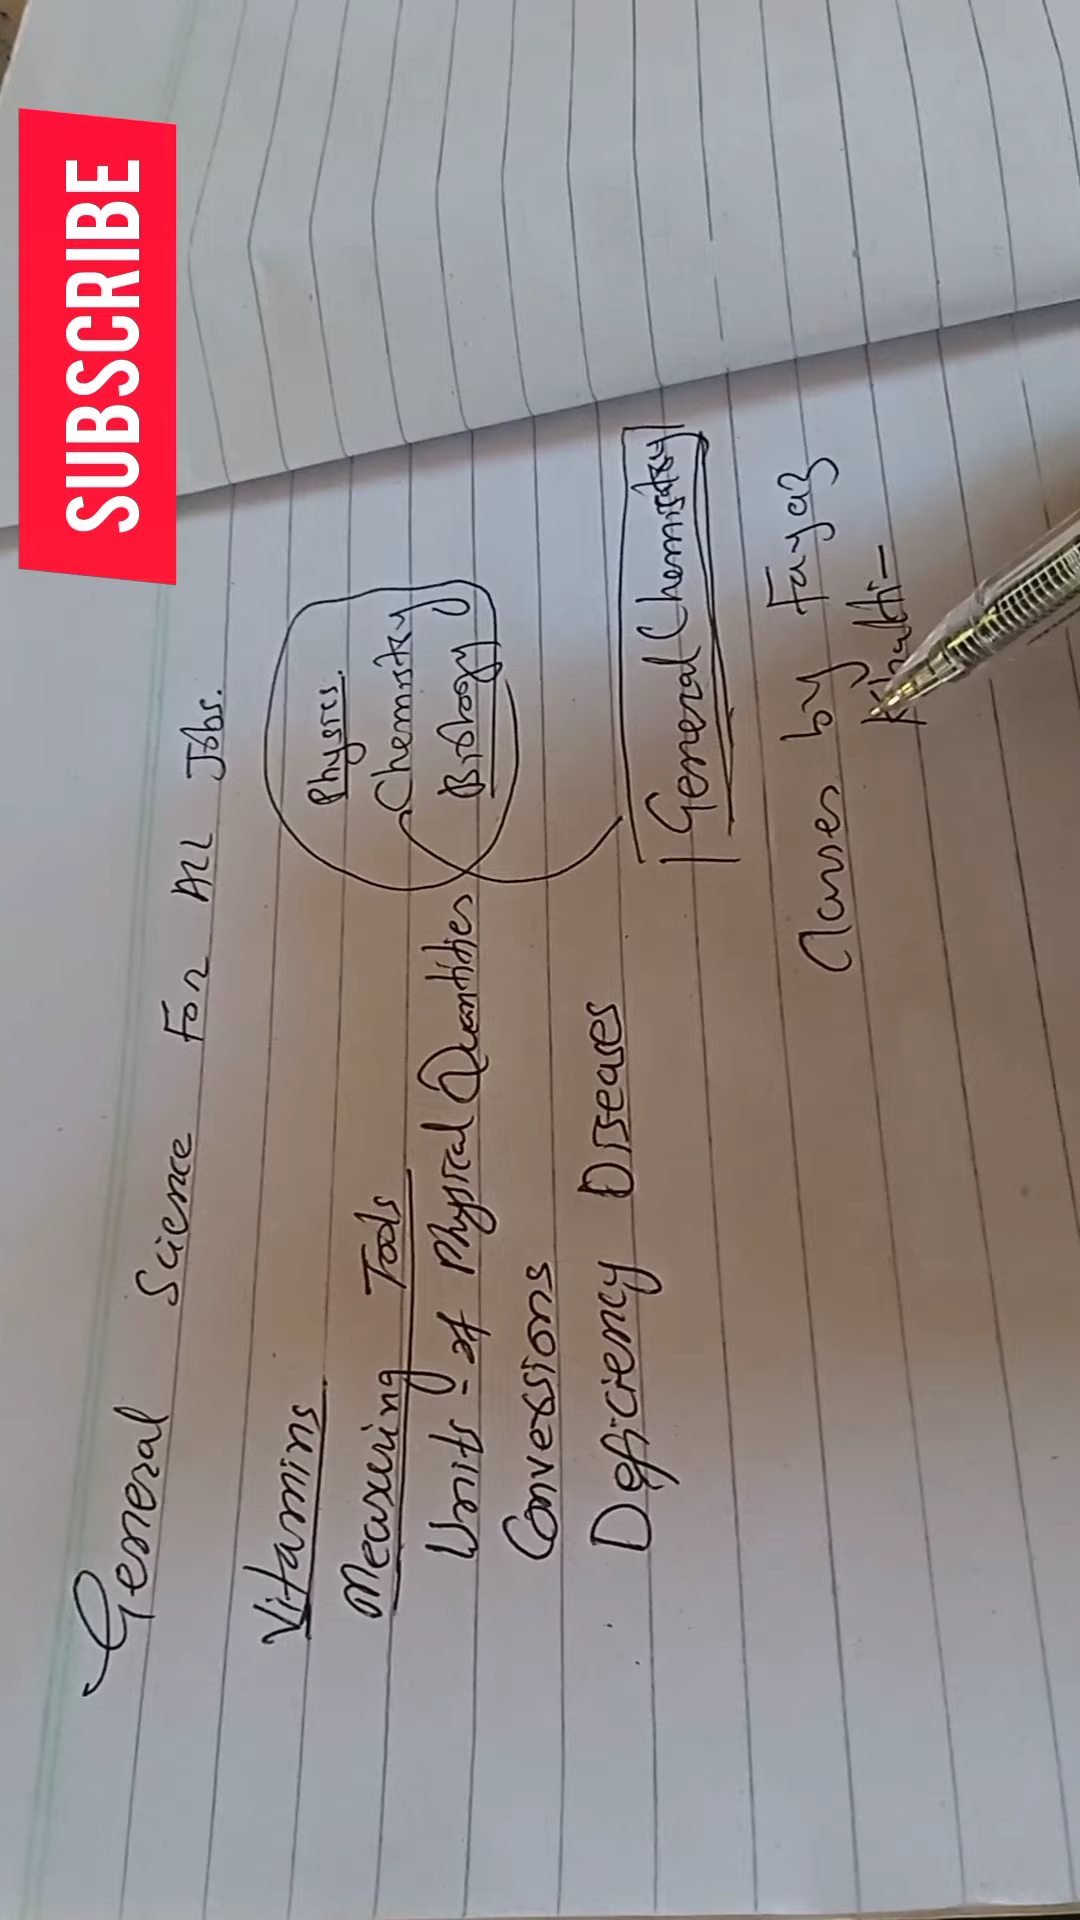 SUBSCRIBE
General Science For All Jobs.
Vitamins
Measuring Tools
Units - of Physical Quantities
Conversions
Deficiency Diseases
Physics
Chemistry
Biology
General Chemistry
Classes by Fayaz